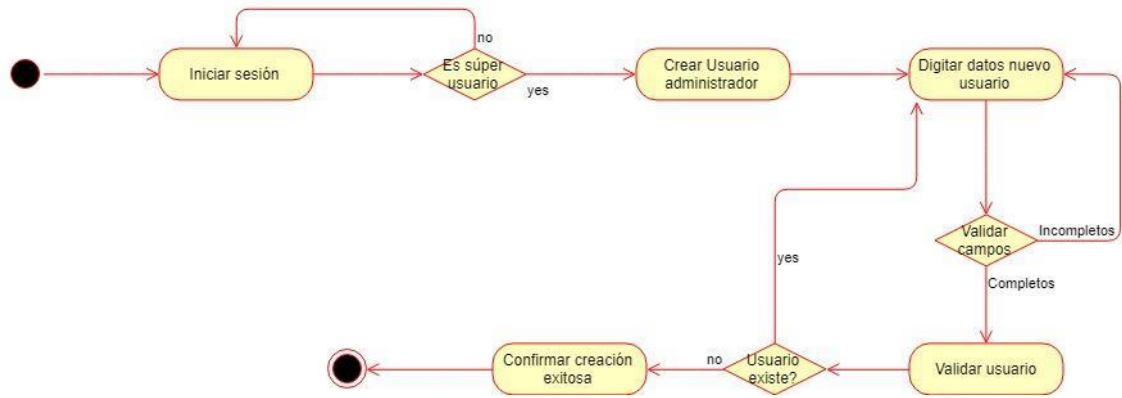 no
Iniciar sesión
Es súper
usuario
yes
Crear Usuario
administrador
Digitar datos nuevo
usuario
Validar
campos
Incompletos
Completos
yes
Validar usuario
Usuario
existe?
no
Confirmar creación
exitosa